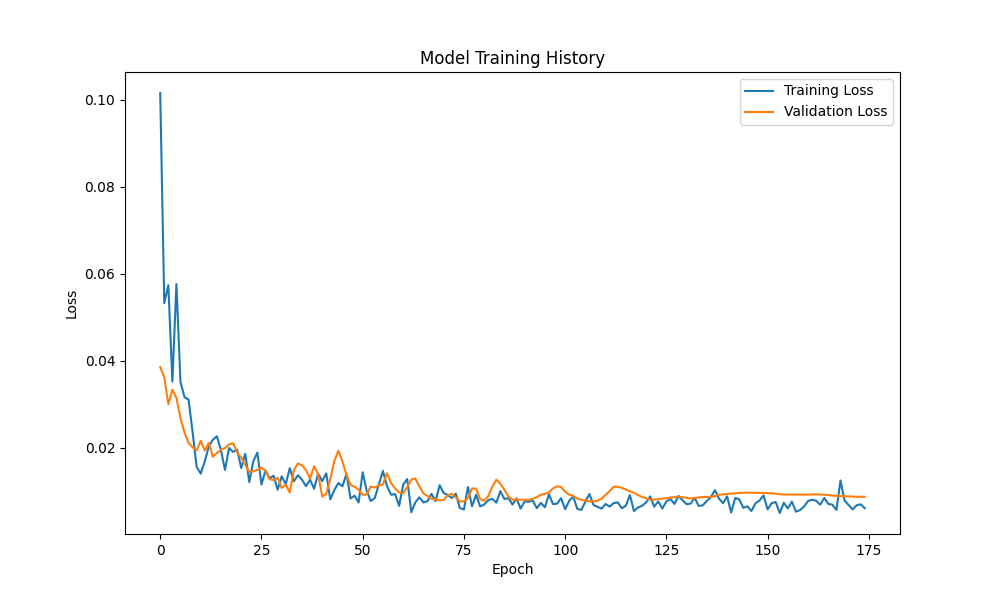 Model Training History
Training Loss
Validation Loss
0.10
0.08
0.06
0.04
0.02
Loss
0
25
50
75
100
125
150
175
Epoch